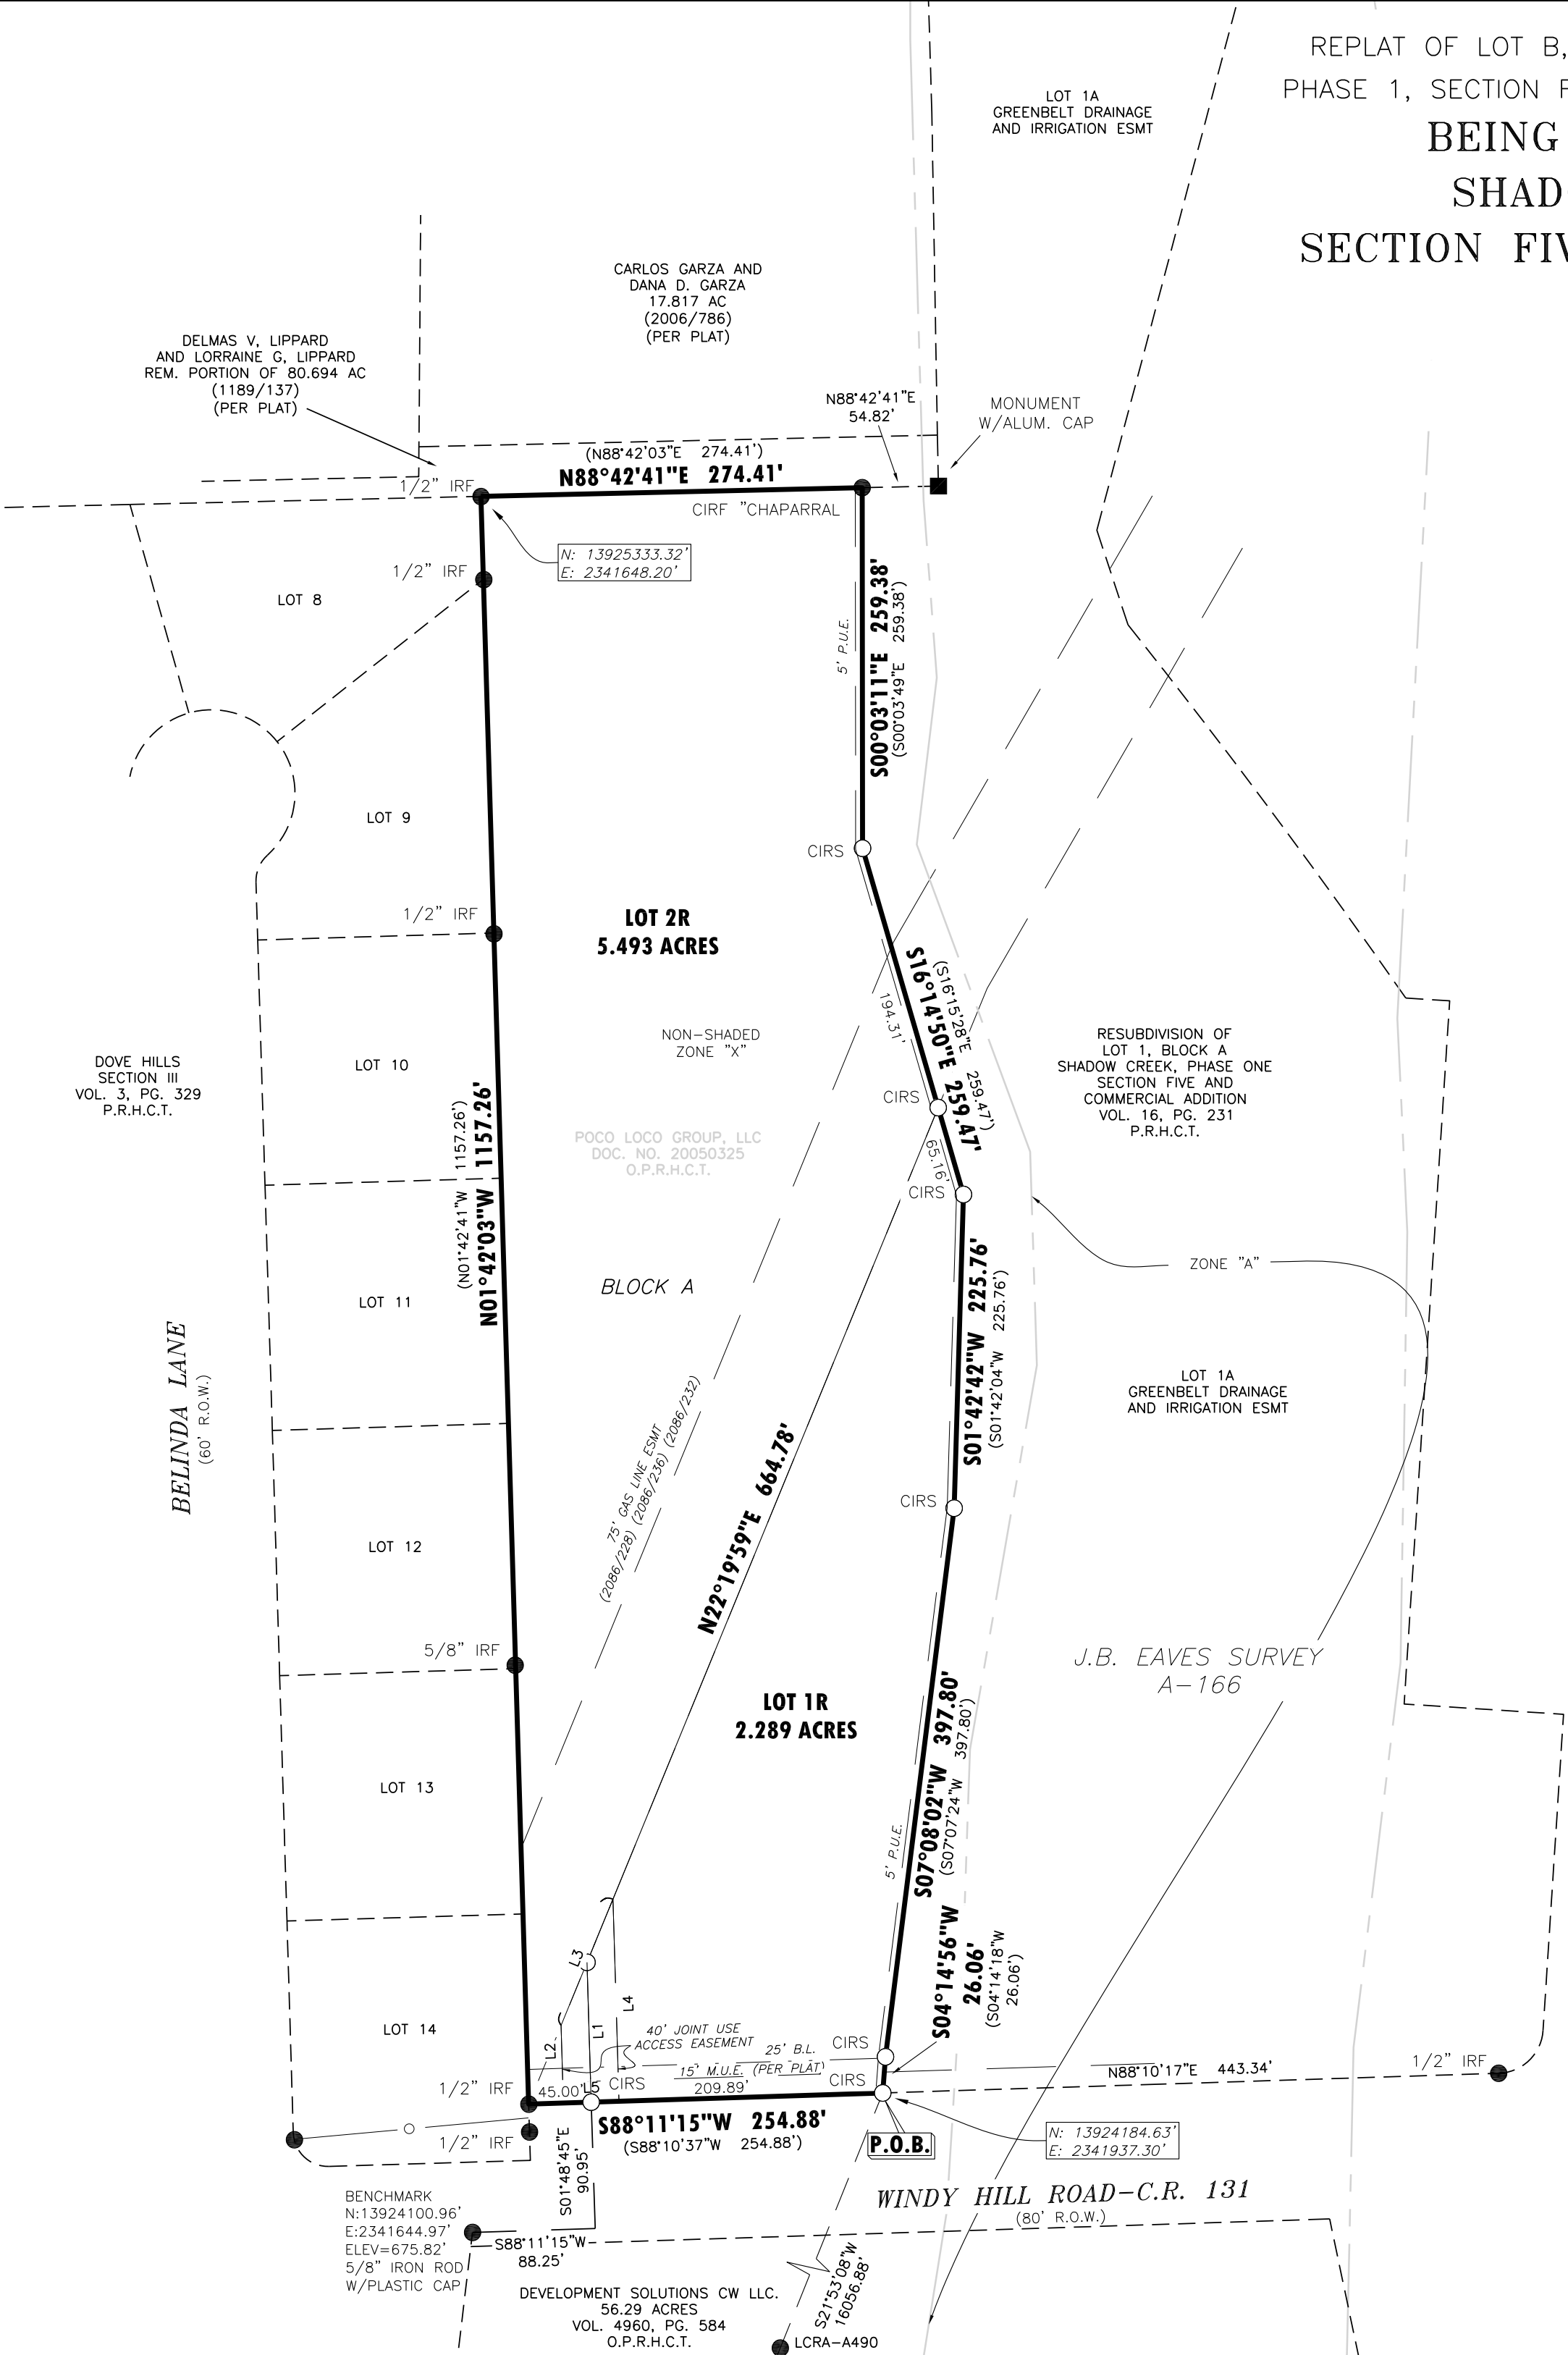 REPLAT OF LOT B,
PHASE 1, SECTION F
BEING
SHAD
SECTION FIV
LOT 1A
GREENBELT DRAINAGE
AND IRRIGATION ESMT
CARLOS GARZA AND
DANA D. GARZA
17.817 AC
(2006/786)
(PER PLAT)
DELMAS V, LIPPARD
AND LORRAINE G, LIPPARD
REM. PORTION OF 80.694 AC
(1189/137)
(PER PLAT)
N88°42'41"E
54.82'
MONUMENT
W/ALUM. CAP
(N88°42'03"E 274.41')
N88°42'41"E 274.41'
1/2" IRF
CIRF "CHAPARRAL
N: 13925333.32'
E: 2341648.20'
1/2" IRF
LOT 8
5' P.U.E.
S00°03'11"E 259.38'
(S00°03'49"E 259.38')
LOT 9
CIRS
1/2" IRF
LOT 2R
5.493 ACRES
S16°14'50"E 259.47'
(S16°15'28"E 259.47')
194.31'
NON-SHADED
ZONE "X"
RESUBDIVISION OF
LOT 1, BLOCK A
SHADOW CREEK, PHASE ONE
SECTION FIVE AND
COMMERCIAL ADDITION
VOL. 16, PG. 231
P.R.H.C.T.
DOVE HILLS
SECTION III
VOL. 3, PG. 329
P.R.H.C.T.
LOT 10
CIRS
65.16'
POCO LOCO GROUP, LLC
DOC. NO. 20050325
O.P.R.H.C.T.
(N01°42'41"W 1157.26')
N01°42'03"W 1157.26'
CIRS
ZONE "A"
BLOCK A
LOT 11
S01°42'42"W 225.76'
(S01°42'04"W 225.76')
BELINDA LANE
(60' R.O.W.)
LOT 1A
GREENBELT DRAINAGE
AND IRRIGATION ESMT
75' GAS LINE ESMT
(2086/228) (2086/236) (2086/232)
N22°19'59"E 664.78'
CIRS
LOT 12
5/8" IRF
J.B. EAVES SURVEY
A-166
LOT 1R
2.289 ACRES
S07°08'02"W 397.80'
(S07°07'24"W 397.80')
LOT 13
5' P.U.E.
S04°14'56"W
26.06'
(S04°14'18"W
26.06')
L3
L4
L1
L2
LOT 14
40' JOINT USE
ACCESS EASEMENT
25' B.L.
15' M.U.E. (PER PLAT)
CIRS
CIRS
N88°10'17"E 443.34'
1/2" IRF
1/2" IRF
45.00'
L5
CIRS
209.89'
S88°11'15"W 254.88'
(S88°10'37"W 254.88')
1/2" IRF
P.O.B.
N: 13924184.63'
E: 2341937.30'
S01°48'45"E
90.95'
WINDY HILL ROAD-C.R. 131
(80' R.O.W.)
BENCHMARK
N:13924100.96'
E:2341644.97'
ELEV=675.82'
5/8" IRON ROD
W/PLASTIC CAP
S88°11'15"W
88.25'
S21°53'08"W
16056.88'
DEVELOPMENT SOLUTIONS CW LLC.
56.29 ACRES
VOL. 4960, PG. 584
O.P.R.H.C.T.
LCRA-A490